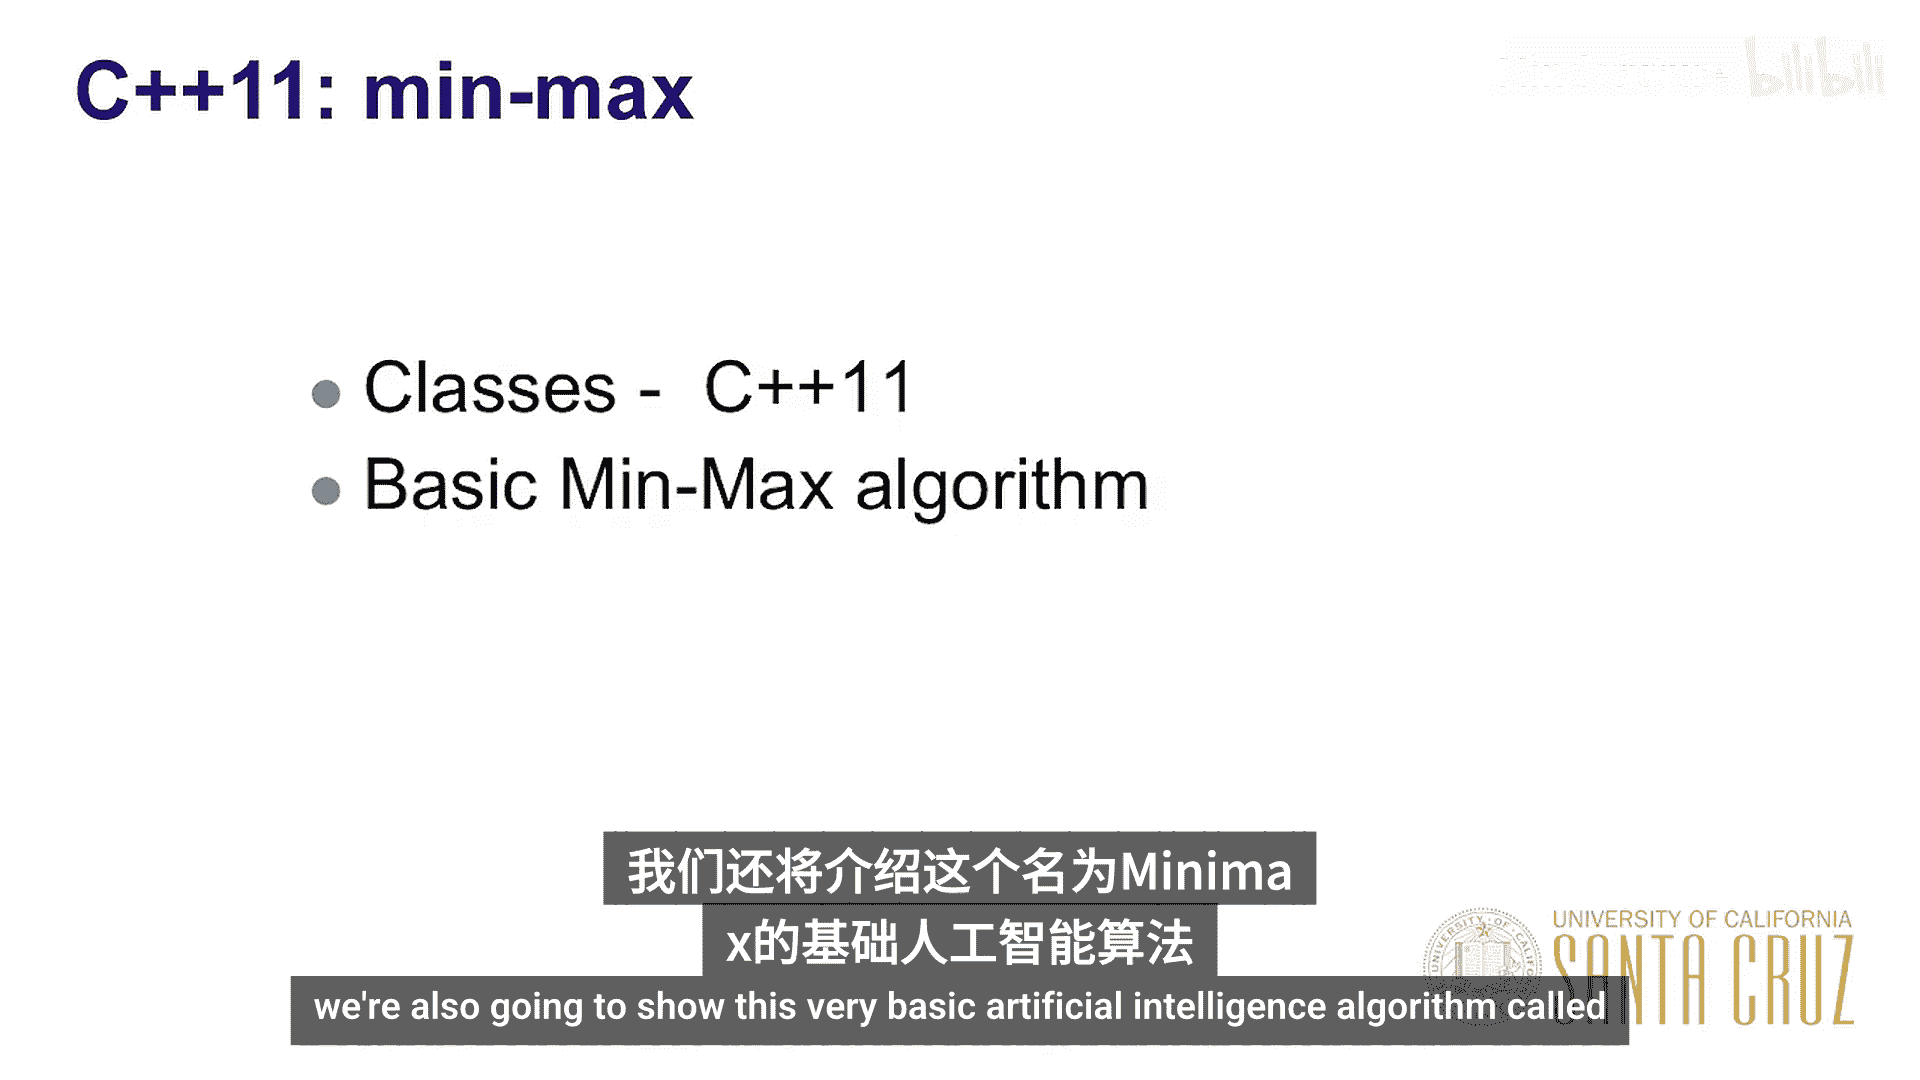 C++11: min-max
bilibili
Classes - C++11
Basic Min-Max algorithm
我们还将介绍这个名为Minima
x的基础人工智能算法
we're also going to show this very basic artificial intelligence algorithm called
UNIVERSITY OF CALIFORNIA
SANTA CRUZ